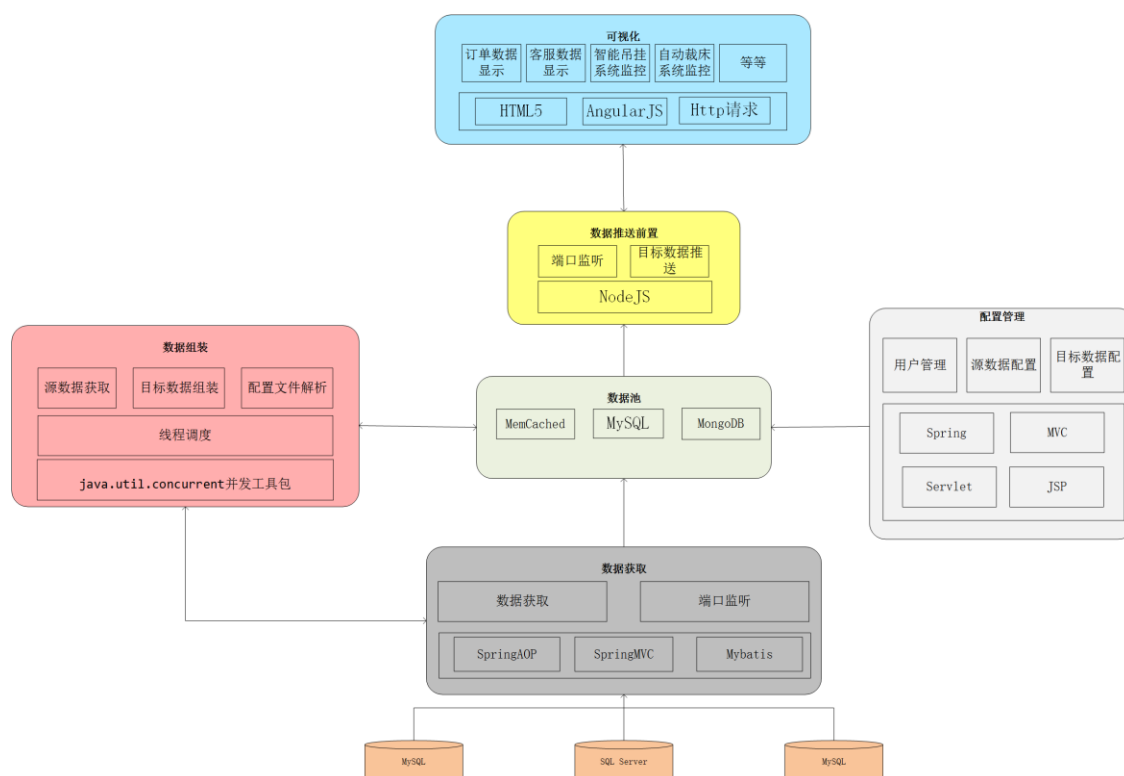 可视化
订单数据
显示
客服数据
显示
智能吊挂
系统监控
自动裁床
系统监控
等等
HTML5
AngularJS
Http请求
数据推送前置
端口监听
目标数据推
送
NodeJS
数据组装
源数据获取
目标数据组装
配置文件解析
线程调度
java.util.concurrent并发工具包
数据池
MemCached
MySQL
MongoDB
配置管理
用户管理
源数据配置
目标数据配
置
Spring
MVC
Servlet
JSP
数据获取
数据获取
端口监听
SpringAOP
SpringMVC
Mybatis
MySQL
SQL Server
MySQL